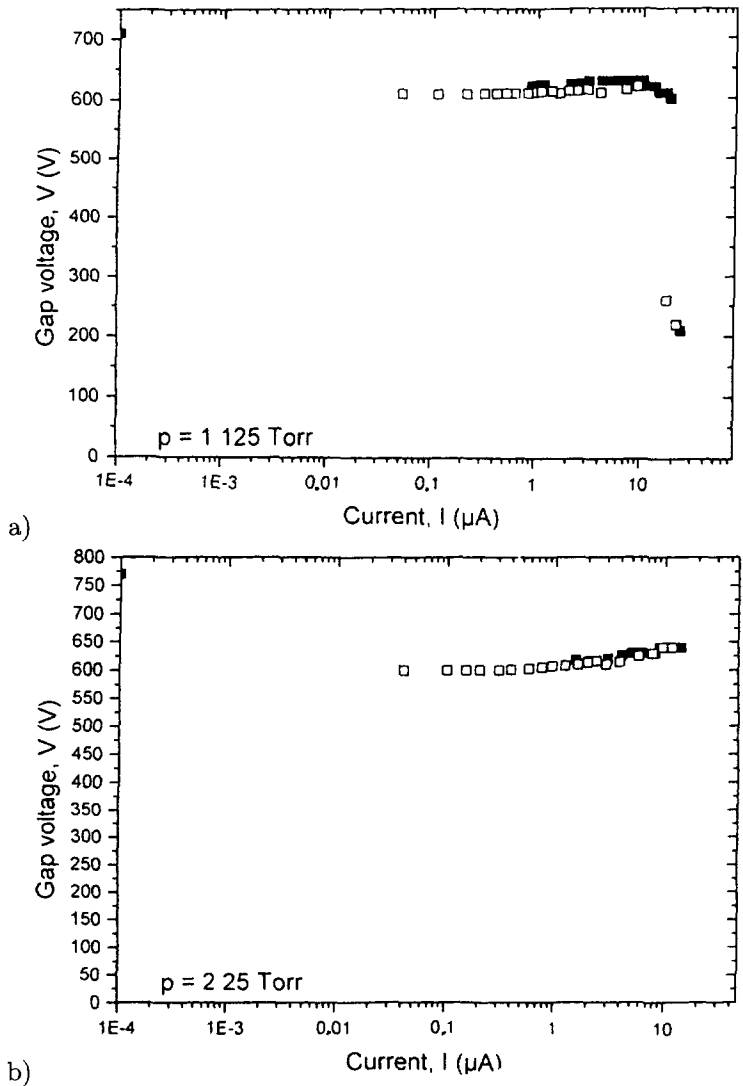 700
600
500
400
300
200
100
0
Gap voltage, V (V)
p = 1 125 Torr
1E-4 1E-3 0.01 0.1 1 10
Current, I (µA)
a)
800
750
700
650
600
550
500
450
400
350
300
250
200
150
100
50
0
Gap voltage, V (V)
p = 2 25 Torr
1E-4 1E-3 0.01 0,1 1 10
Current, I (µA)
b)